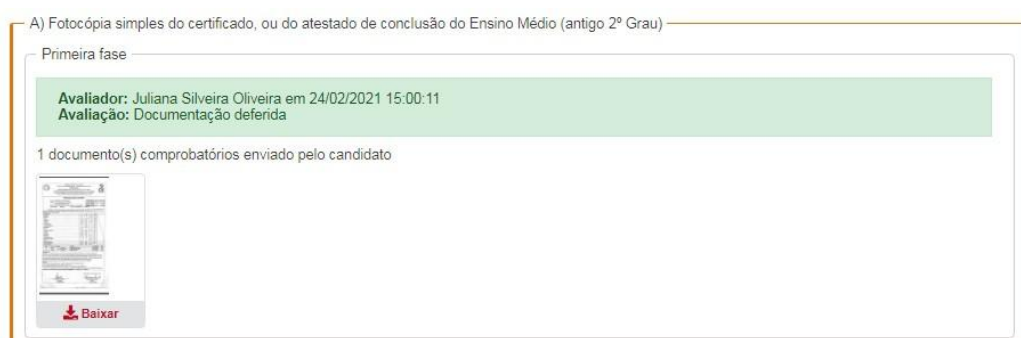 A) Fotocópia simples do certificado, ou do atestado de conclusão do Ensino Médio (antigo 2º Grau)
Primeira fase
Avaliador: Juliana Silveira Oliveira em 24/02/2021 15:00:11
Avaliação: Documentação deferida
1 documento(s) comprobatórios enviado pelo candidato
Baixar